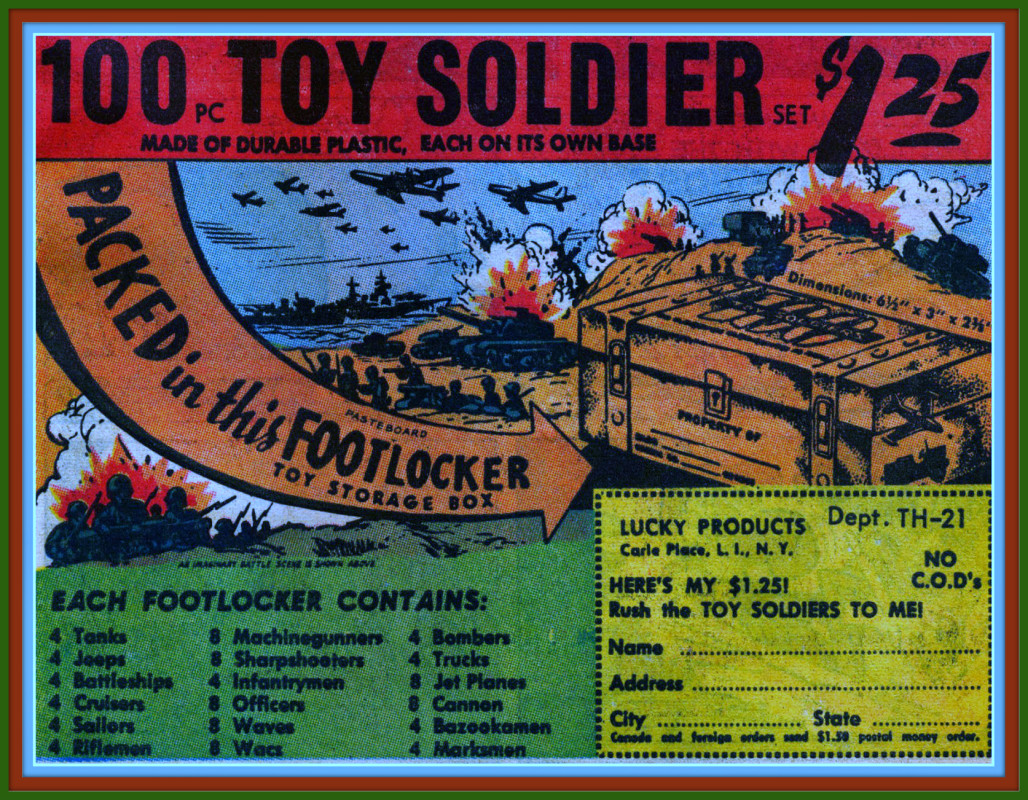 100 PC TOY SOLDIER SET $1 25
MADE OF DURABLE PLASTIC, EACH ON ITS OWN BASE
PACKED in this FOOTLOCKER
PASTEBOARD
TOY STORAGE BOX
Dimensions: 6½" x 3" x 2⅜"
PROPERTY OF
AN IMAGINARY BATTLE SCENE IS SHOWN ABOVE
EACH FOOTLOCKER CONTAINS:
4 Tanks
4 Jeeps
4 Battleships
4 Cruisers
4 Sailors
4 Riflemen
8 Machinegunners
8 Sharpshooters
4 Infantrymen
8 Officers
8 Waves
8 Wacs
4 Bombers
4 Trucks
8 Jet Planes
8 Cannon
4 Bazookamen
4 Marksmen
LUCKY PRODUCTS Dept. TH-21
Carle Place, L. I., N. Y.
NO
C.O.D's
HERE'S MY $1.25!
Rush the TOY SOLDIERS TO ME!
Name
Address
City State
Canada and foreign orders send $1.50 postal money order.